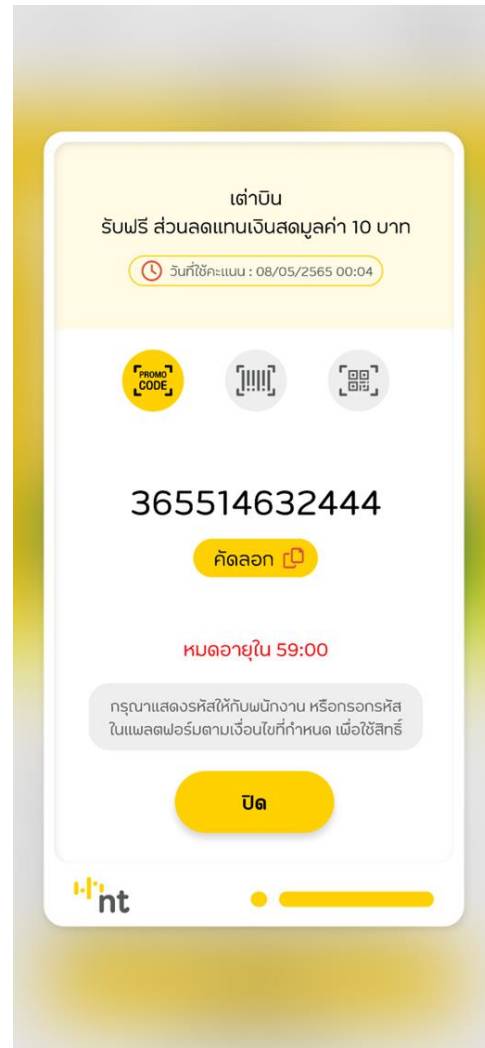 เต่าบิน
รับฟรี ส่วนลดแทนเงินสดมูลค่า 10 บาท
วันที่ใช้คะแนน : 08/05/2565 00:04
PROMO
CODE
365514632444
คัดลอก
หมดอายุใน 59:00
กรุณาแสดงรหัสให้กับพนักงาน หรือกรอกรหัส
ในแพลตฟอร์มตามเงื่อนไขที่กำหนด เพื่อใช้สิทธิ์
ปิด
nt